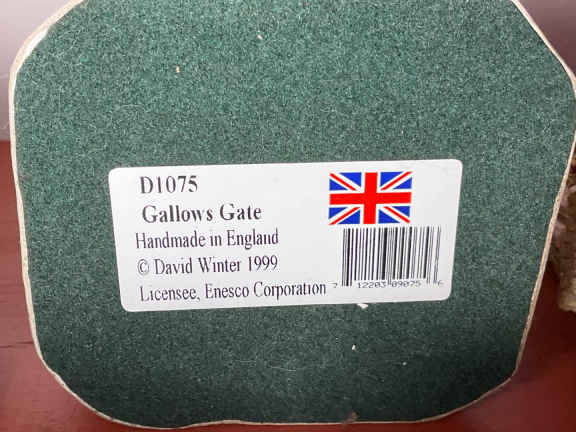 D1075
Gallows Gate
Handmade in England
© David Winter 1999
Licensee, Enesco Corporation
7 12203 09075 6